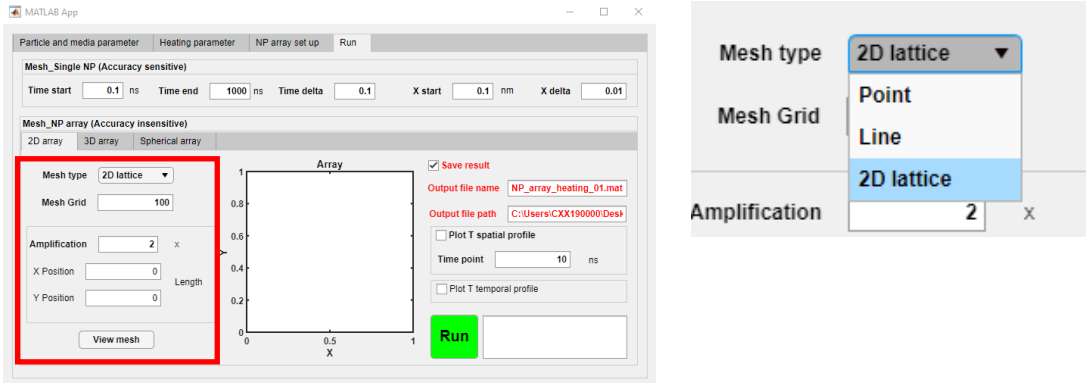 MATLAB App
Particle and media parameter Heating parameter NP array set up Run
Mesh_Single NP (Accuracy sensitive)
Time start 0.1 ns Time end 1000 ns Time delta 0.1 X start 0.1 nm X delta 0.01
Mesh_NP array (Accuracy insensitive)
2D array 3D array Spherical array
Mesh type 2D lattice
Mesh Grid 100
Amplification 2 x
X Position 0
Length
Y Position 0
View mesh
Array
1
0.8
0.6
Y
0.4
0.2
0
0 0.5 1
X
Save result
Output file name NP_array_heating_01.mat
Output file path C:\Users\CXX190000\Desk
Plot T spatial profile
Time point 10 ns
Plot T temporal profile
Run
Mesh type 2D lattice
Point
Mesh Grid
Line
2D lattice
Amplification 2 x